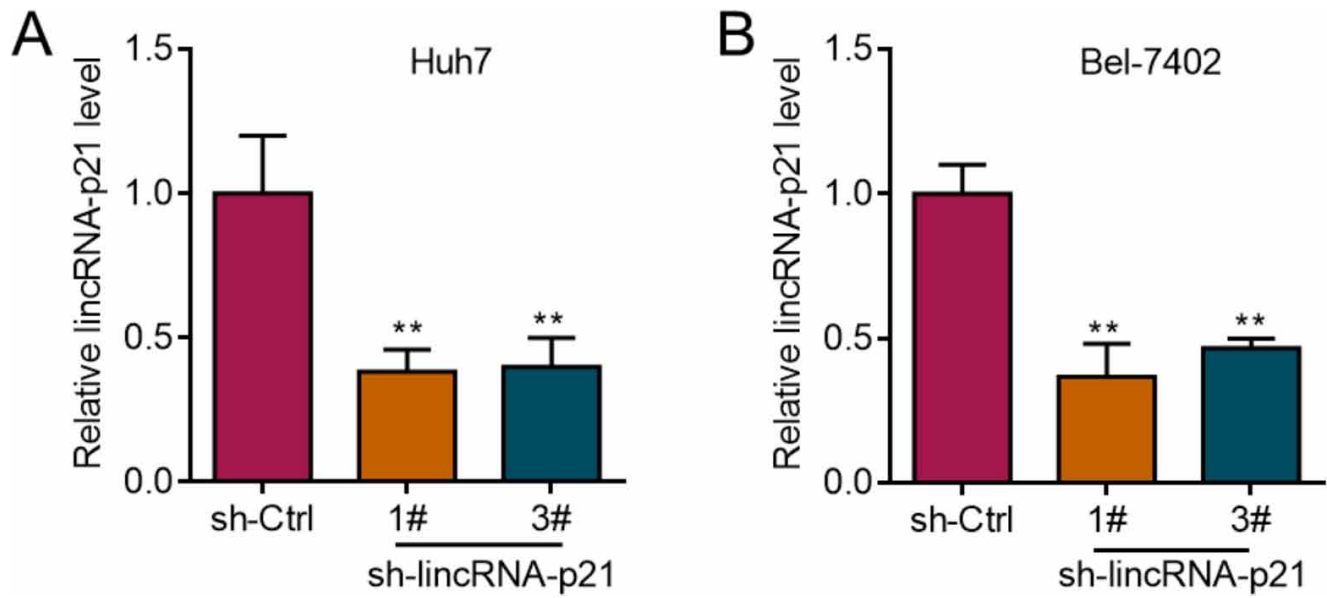 A
Huh7
Relative lincRNA-p21 level
1.5
1.0
0.5
0.0
**
**
sh-Ctrl 1# 3#
sh-lincRNA-p21
B
Bel-7402
Relative lincRNA-p21 level
1.5
1.0
0.5
0.0
**
**
sh-Ctrl 1# 3#
sh-lincRNA-p21